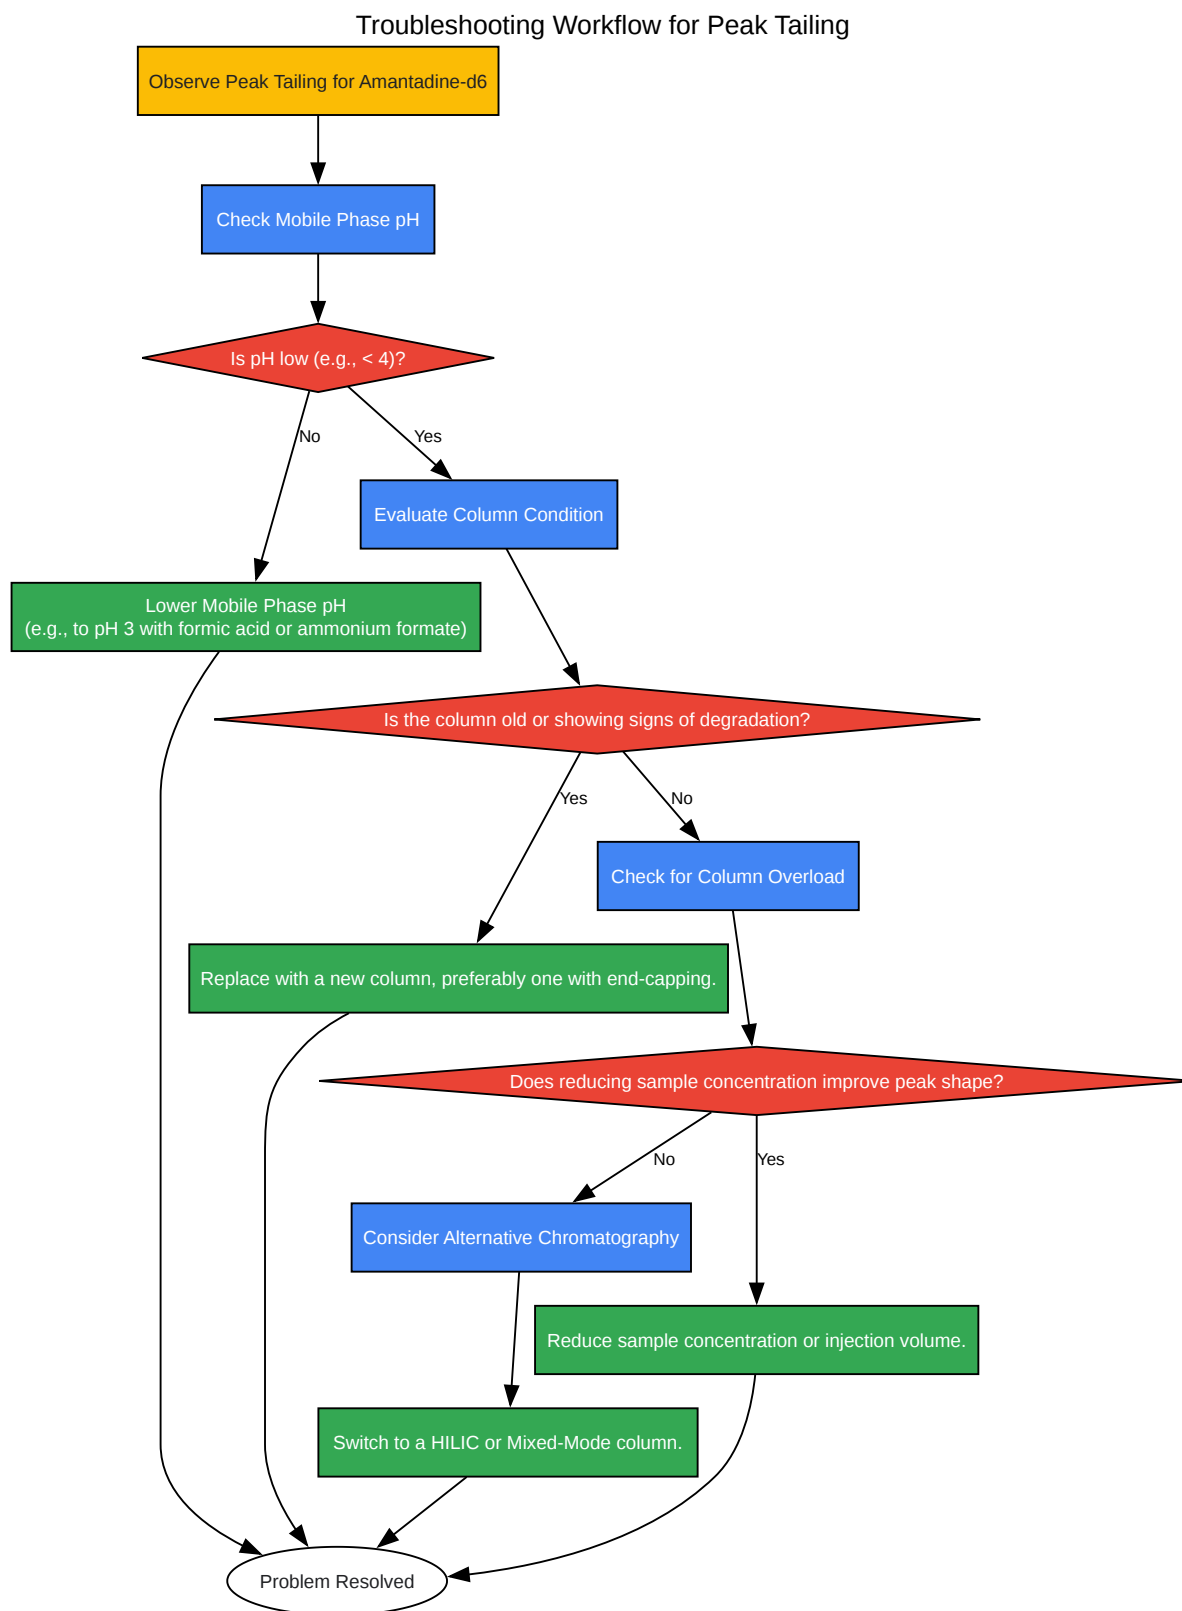 Troubleshooting Workflow for Peak Tailing
Observe Peak Tailing for Amantadine-d6
Check Mobile Phase pH
Is pH low (e.g., < 4)?
No
Yes
Evaluate Column Condition
Lower Mobile Phase pH
(e.g., to pH 3 with formic acid or ammonium formate)
Is the column old or showing signs of degradation?
Yes
No
Check for Column Overload
Replace with a new column, preferably one with end-capping.
Does reducing sample concentration improve peak shape?
No
Yes
Consider Alternative Chromatography
Reduce sample concentration or injection volume.
Switch to a HILIC or Mixed-Mode column.
Problem Resolved